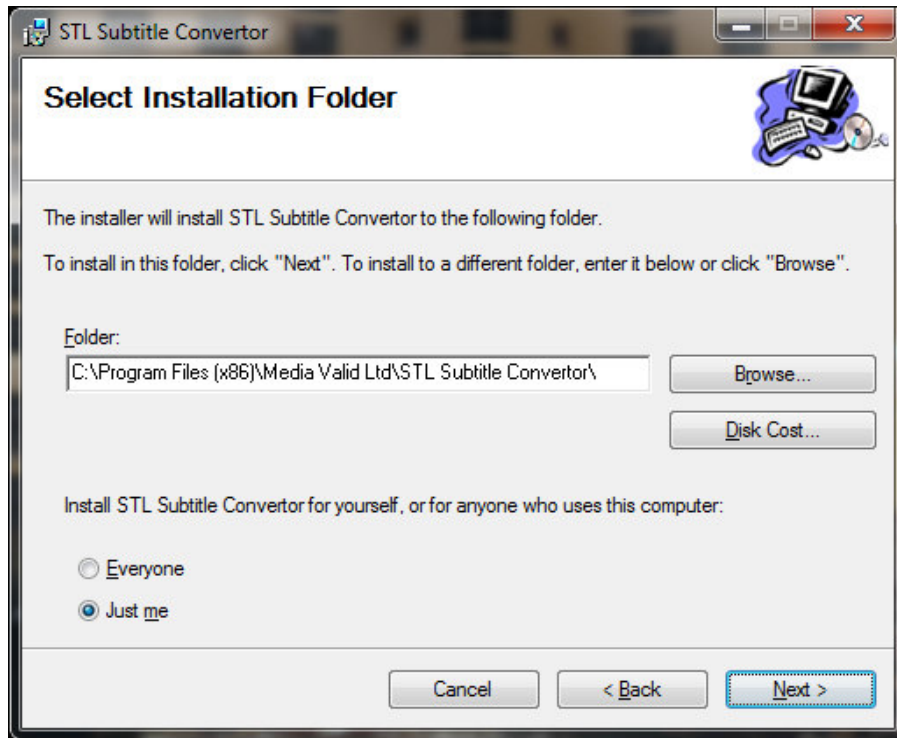 STL Subtitle Convertor
Select Installation Folder
The installer will install STL Subtitle Convertor to the following folder.
To install in this folder, click "Next". To install to a different folder, enter it below or click "Browse".
Folder:
C:\Program Files (x86)\Media Valid Ltd\STL Subtitle Convertor\
Browse...
Disk Cost...
Install STL Subtitle Convertor for yourself, or for anyone who uses this computer:
Everyone
Just me
Cancel
< Back
Next >